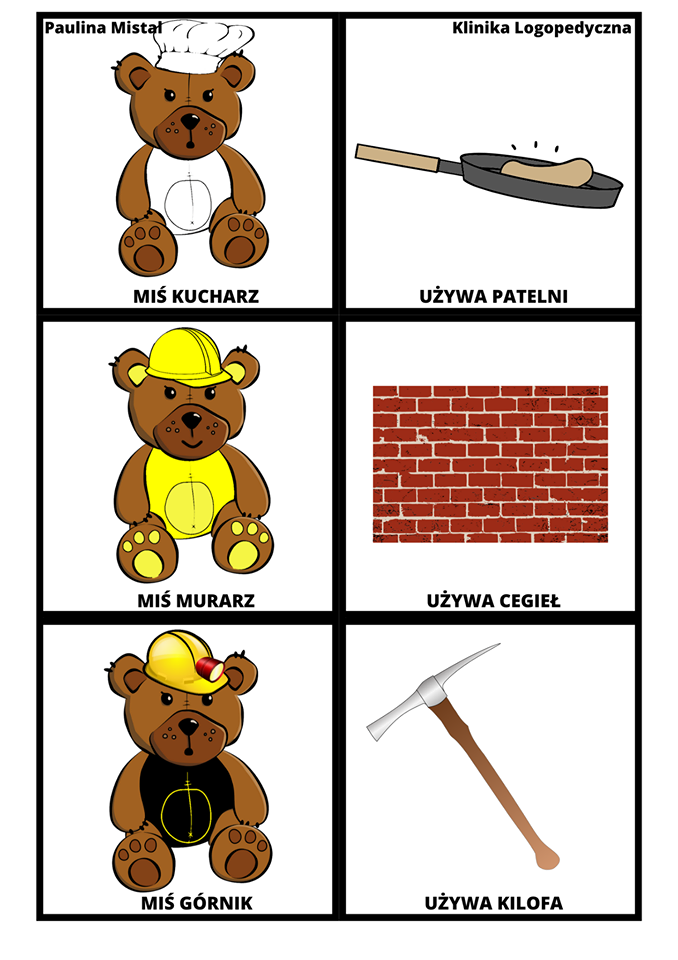 Paulina Mistal
Klinika Logopedyczna
MIŚ KUCHARZ
UŻYWA PATELNI
MIŚ MURARZ
UŻYWA CEGIEŁ
MIŚ GÓRNIK
UŻYWA KILOFA